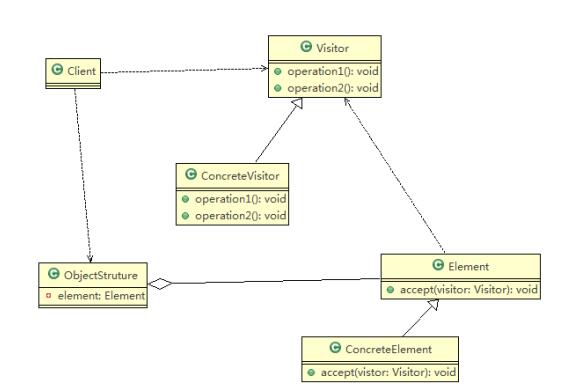 Visitor
operation1(): void
operation2(): void
Client
ConcreteVisitor
operation1(): void
operation2(): void
ObjectStruture
element: Element
Element
accept(visitor: Visitor): void
ConcreteElement
accept(vistor: Visitor): void